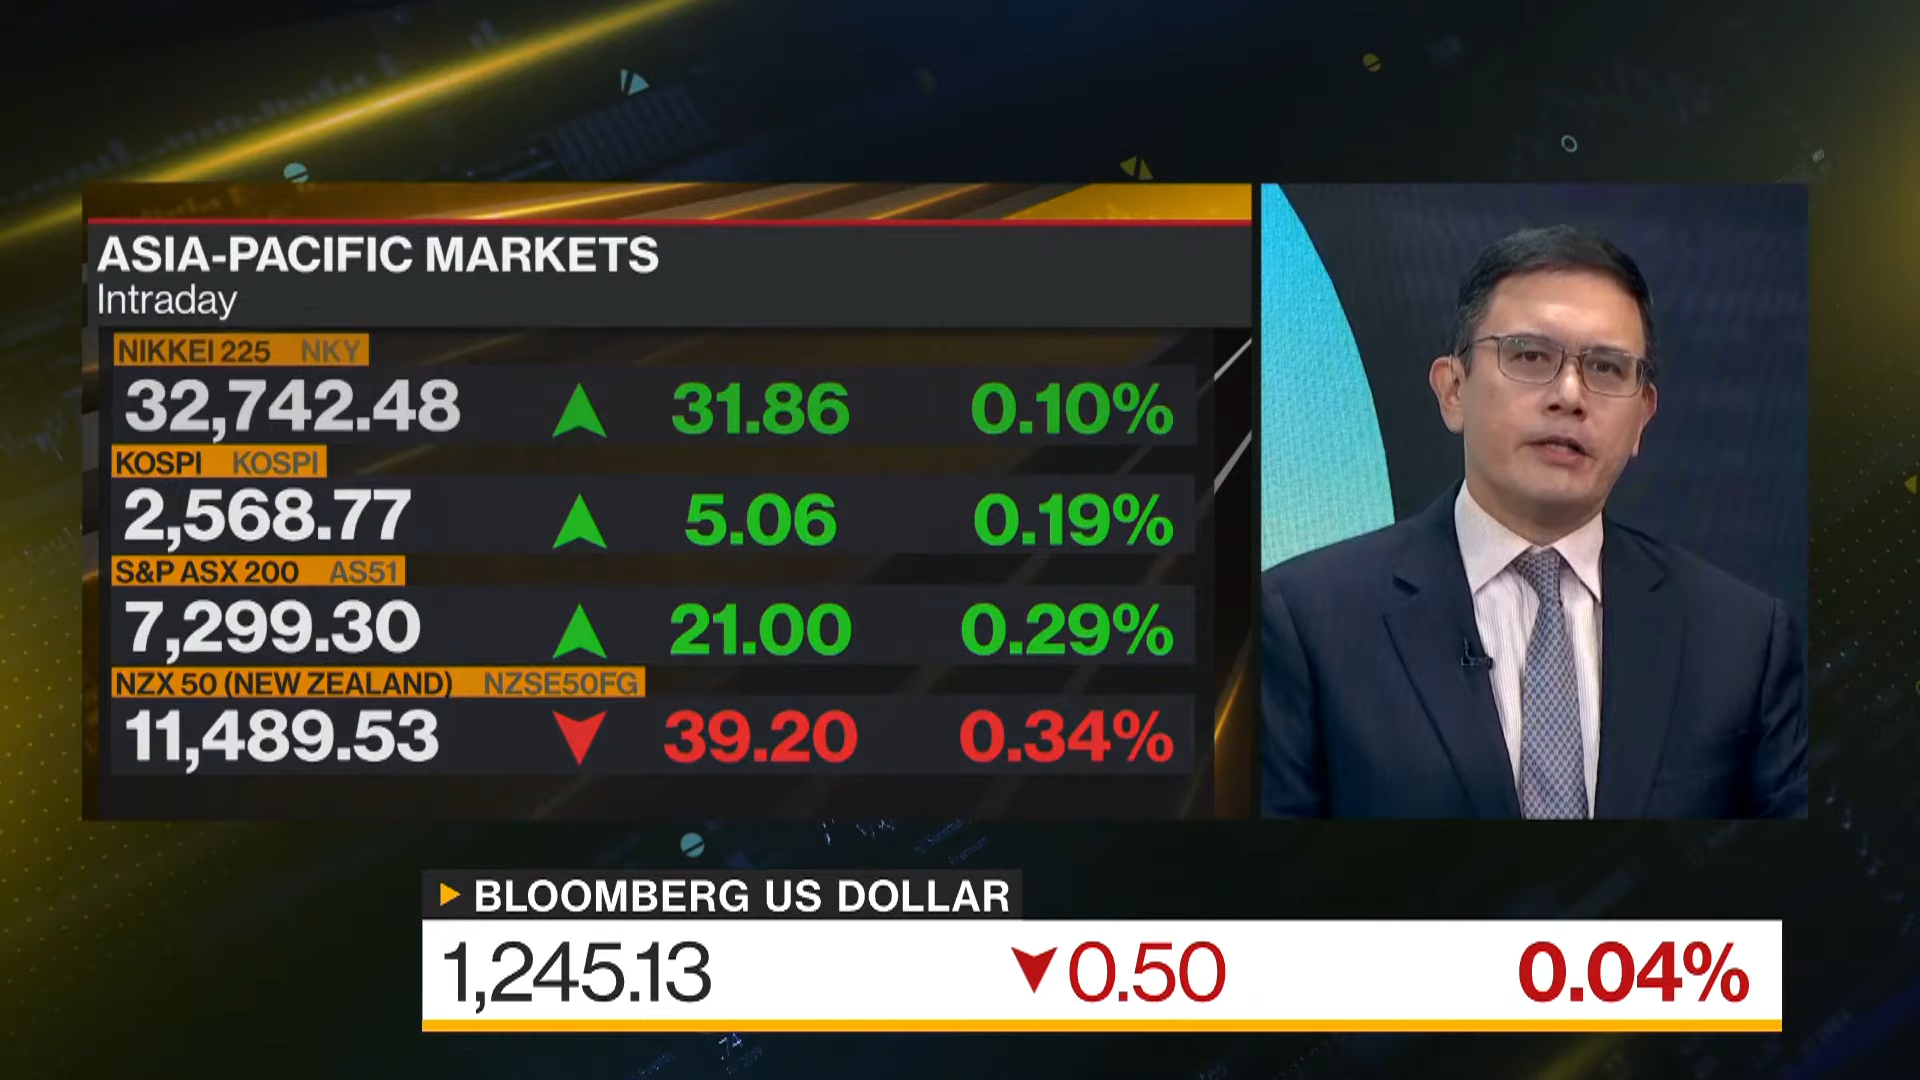 ASIA-PACIFIC MARKETS
Intraday
NIKKEI 225 NKY
32,742.48 31.86 0.10%
KOSPI KOSPI
2,568.77 5.06 0.19%
S&P ASX 200 AS51
7,299.30 21.00 0.29%
NZX 50 (NEW ZEALAND) NZSE50FG
11,489.53 39.20 0.34%
BLOOMBERG US DOLLAR
1,245.13 0.50 0.04%